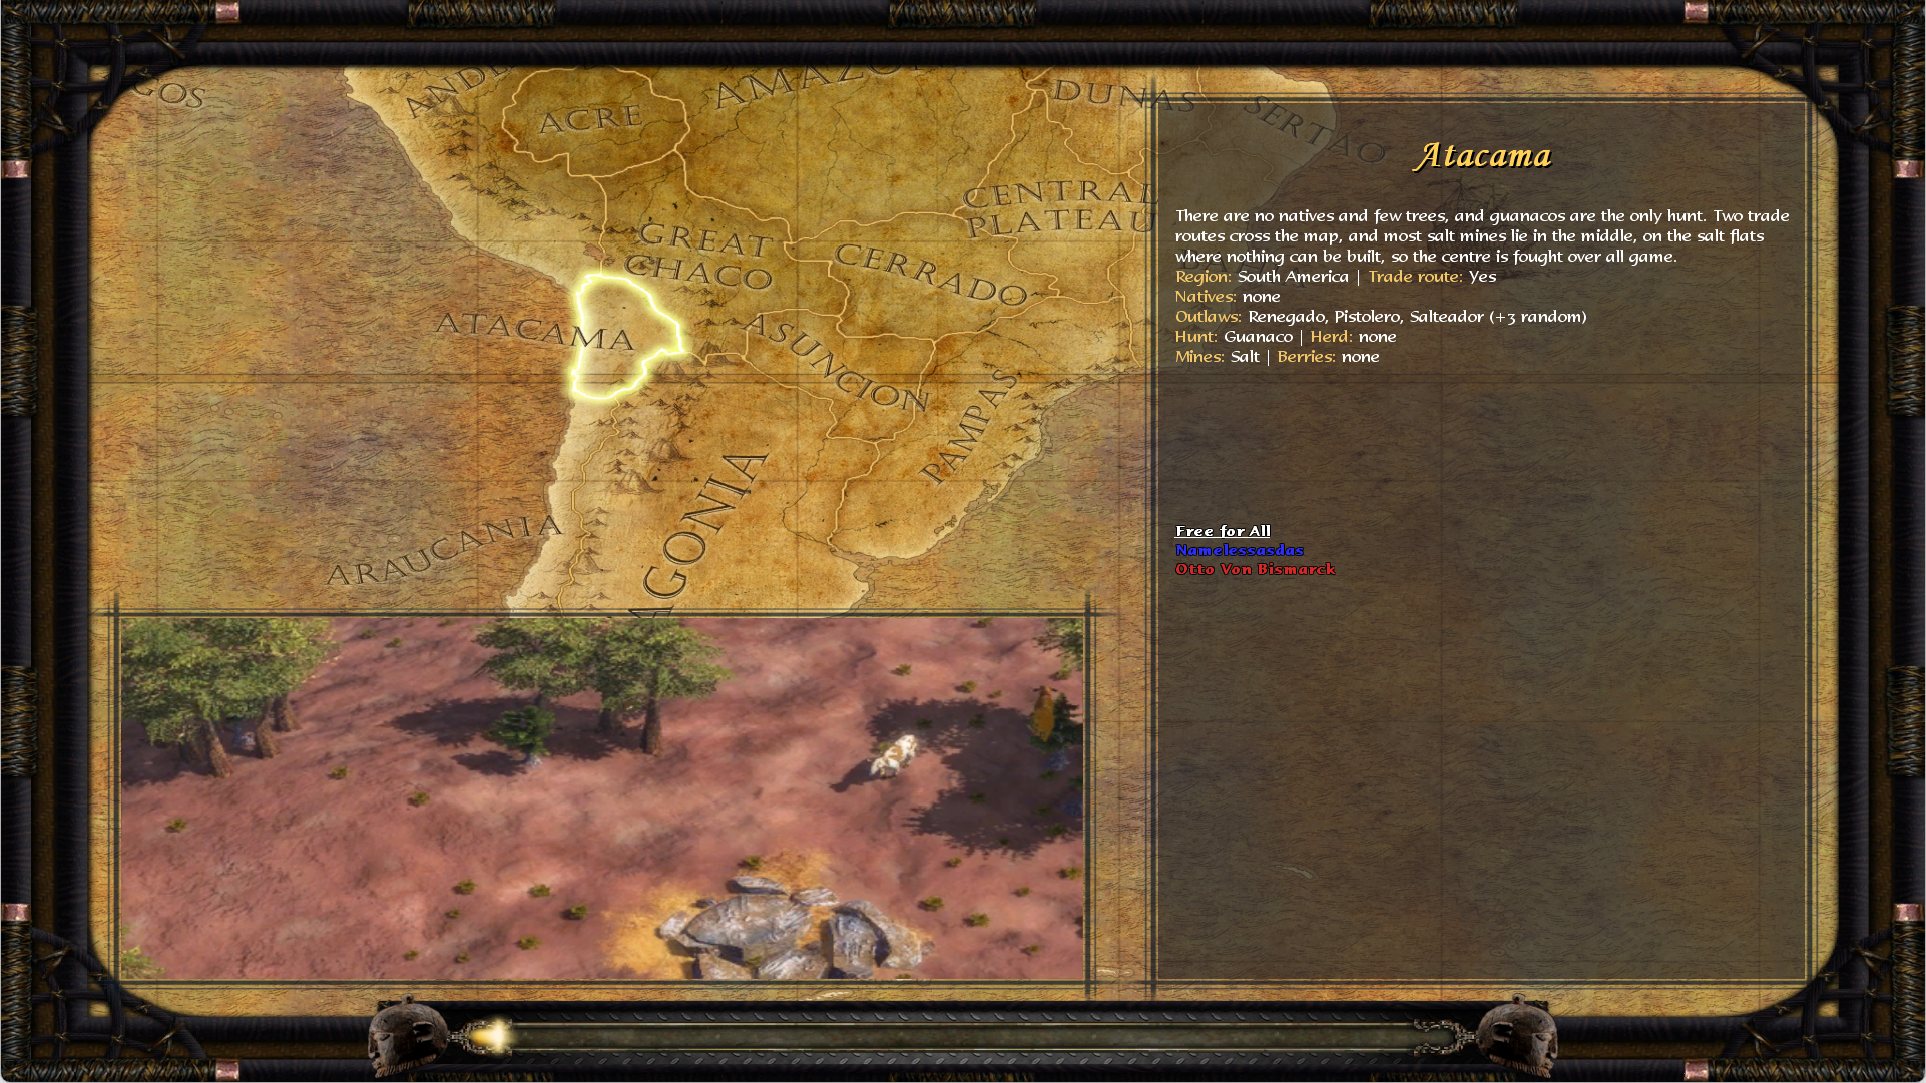 GOS
ACRE
DUNAS
SERTAO
CENTRAL
PLATEAU
GREAT
CHACO
CERRADO
ATACAMA
ASUNCION
PAMPAS
AGONIA
ARAUCANIA
Atacama
There are no natives and few trees, and guanacos are the only hunt. Two trade
routes cross the map, and most salt mines lie in the middle, on the salt flats
where nothing can be built, so the centre is fought over all game.
Region: South America | Trade route: Yes
Natives: none
Outlaws: Renegado, Pistolero, Salteador (+3 random)
Hunt: Guanaco | Herd: none
Mines: Salt | Berries: none
Free for All
Namelessasdas
Otto Von Bismarck